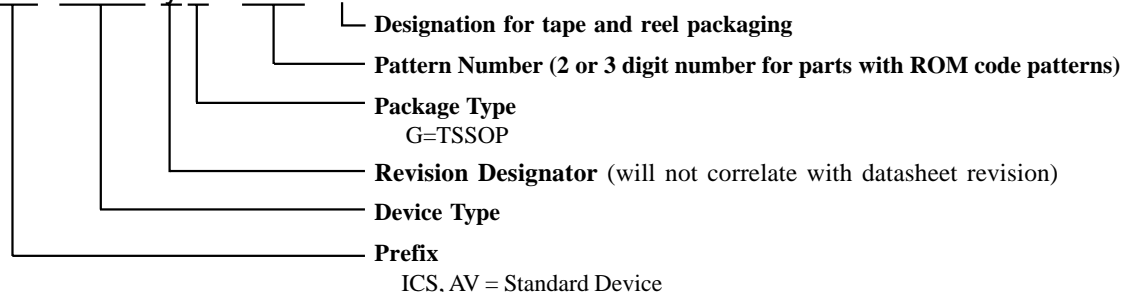 Designation for tape and reel packaging
Pattern Number (2 or 3 digit number for parts with ROM code patterns)
Package Type
G=TSSOP
Revision Designator (will not correlate with datasheet revision)
Device Type
Prefix
ICS, AV = Standard Device